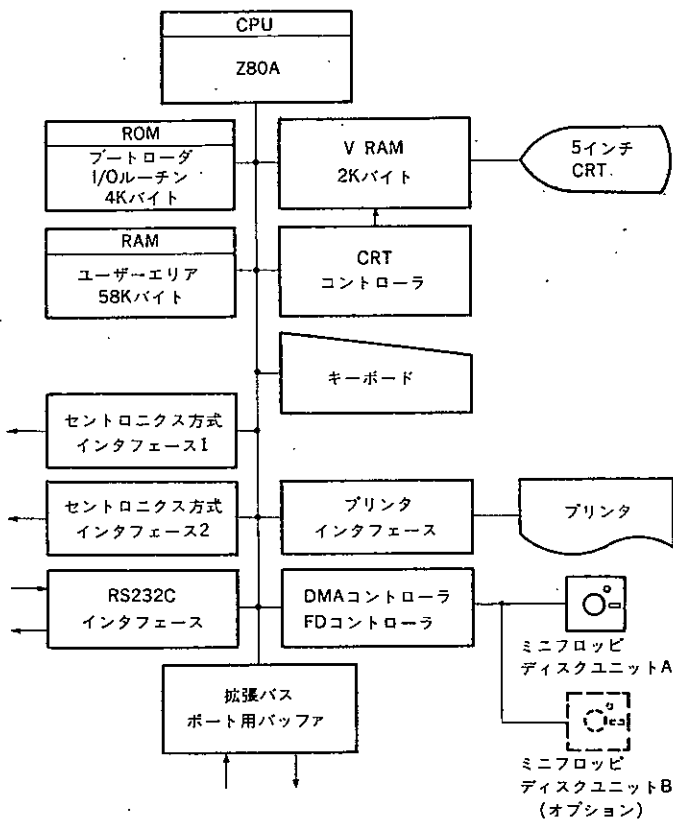 CPU
Z80A
ROM
ブートローダ
I/Oルーチン
4Kバイト
V RAM
2Kバイト
5インチ
CRT
RAM
ユーザーエリア
58Kバイト
CRT
コントローラ
キーボード
セントロニクス方式
インタフェース1
セントロニクス方式
インタフェース2
プリンタ
インタフェース
プリンタ
RS232C
インタフェース
DMAコントローラ
FDコントローラ
ミニフロッピ
ディスクユニットA
拡張バス
ポート用バッファ
ミニフロッピ
ディスクユニットB
(オプション)